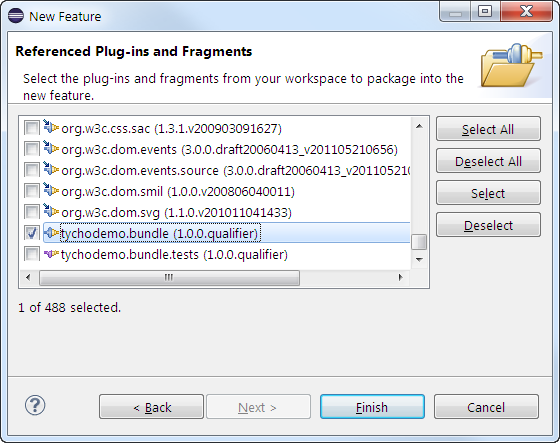 New Feature
Referenced Plug-ins and Fragments
Select the plug-ins and fragments from your workspace to package into the
new feature.
org.w3c.css.sac (1.3.1.v200903091627)
org.w3c.dom.events (3.0.0.draft20060413_v201105210656)
org.w3c.dom.events.source (3.0.0.draft20060413_v201105210
org.w3c.dom.smil (1.0.0.v200806040011)
org.w3c.dom.svg (1.1.0.v201011041433)
tychodemo.bundle (1.0.0.qualifier)
tychodemo.bundle.tests (1.0.0.qualifier)
Select All
Deselect All
Select
Deselect
1 of 488 selected.
< Back
Next >
Finish
Cancel